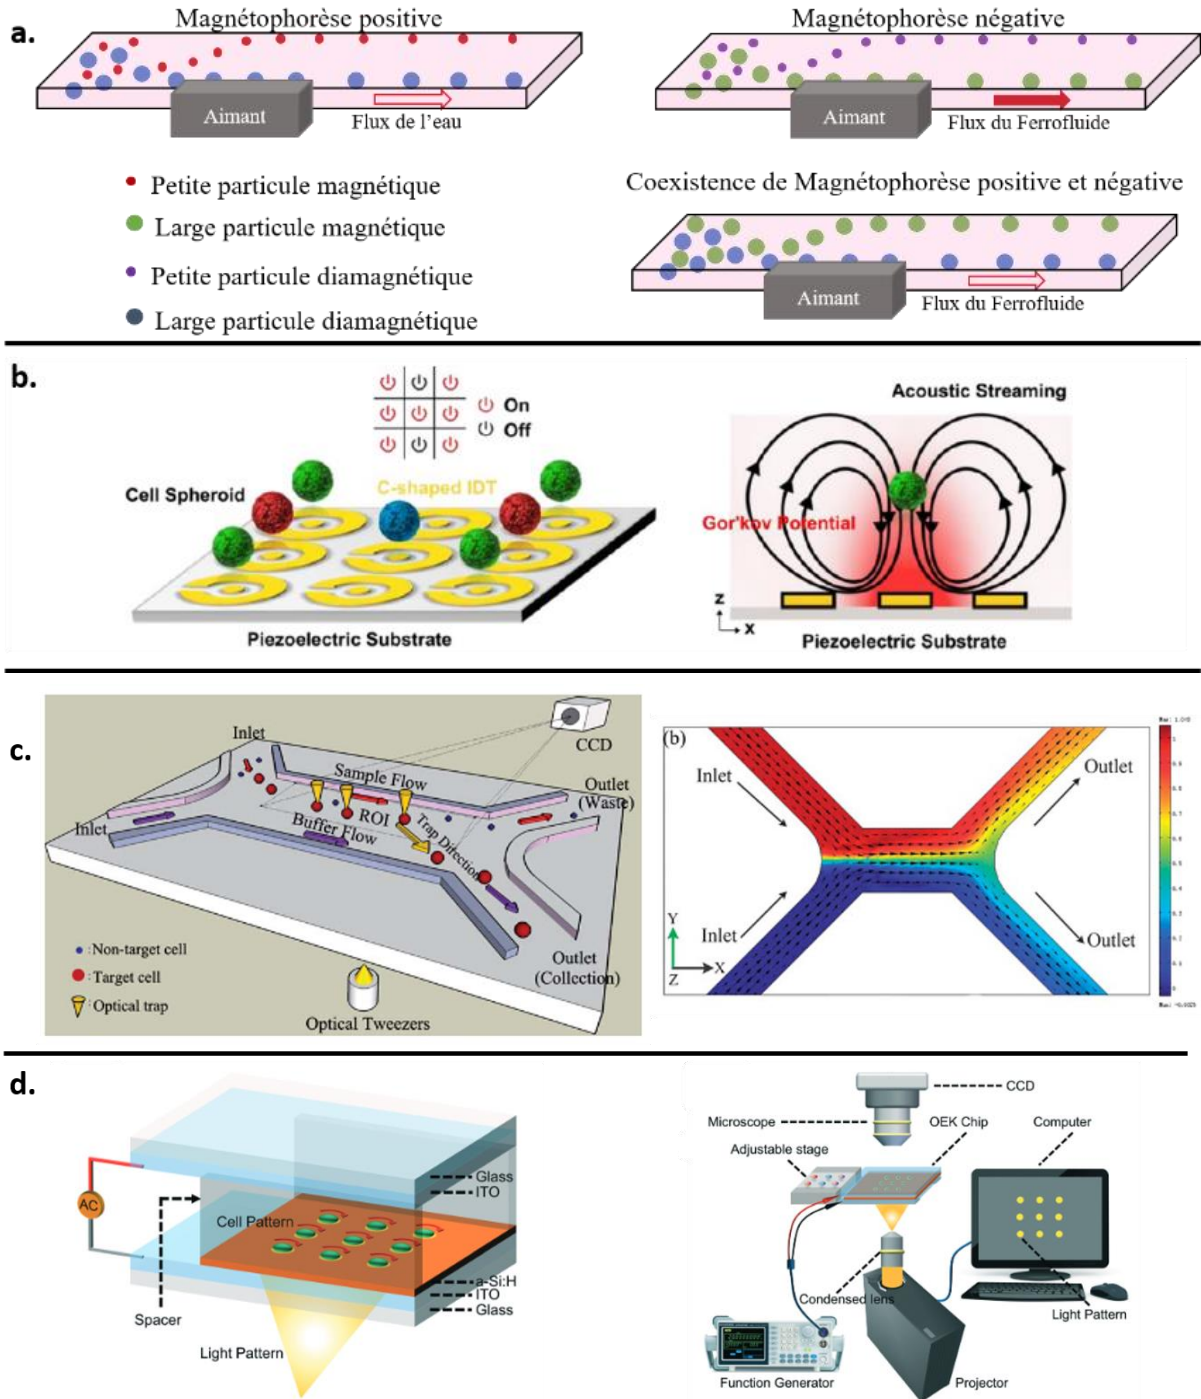 a.
Magnétophorèse positive
Aimant
Flux de l'eau
Magnétophorèse négative
Aimant
Flux du Ferrofluide
Petite particule magnétique
Large particule magnétique
Petite particule diamagnétique
Large particule diamagnétique
Coexistence de Magnétophorèse positive et négative
Aimant
Flux du Ferrofluide
b.
On
Off
Cell Spheroid
C-shaped IDT
Piezoelectric Substrate
Acoustic Streaming
Gor'kov Potential
z
x
Piezoelectric Substrate
c.
Inlet
CCD
Sample Flow
Outlet
(Waste)
ROI
Inlet
Buffer Flow
Trap Direction
Outlet
(Collection)
: Non-target cell
: Target cell
: Optical trap
Optical Tweezers
(b)
Inlet
Outlet
Inlet
Outlet
Y
X
Z
d.
AC
Glass
ITO
Cell Pattern
a-Si:H
ITO
Glass
Spacer
Light Pattern
CCD
Microscope
OEK Chip
Computer
Adjustable stage
Condensed lens
Light Pattern
Function Generator
Projector